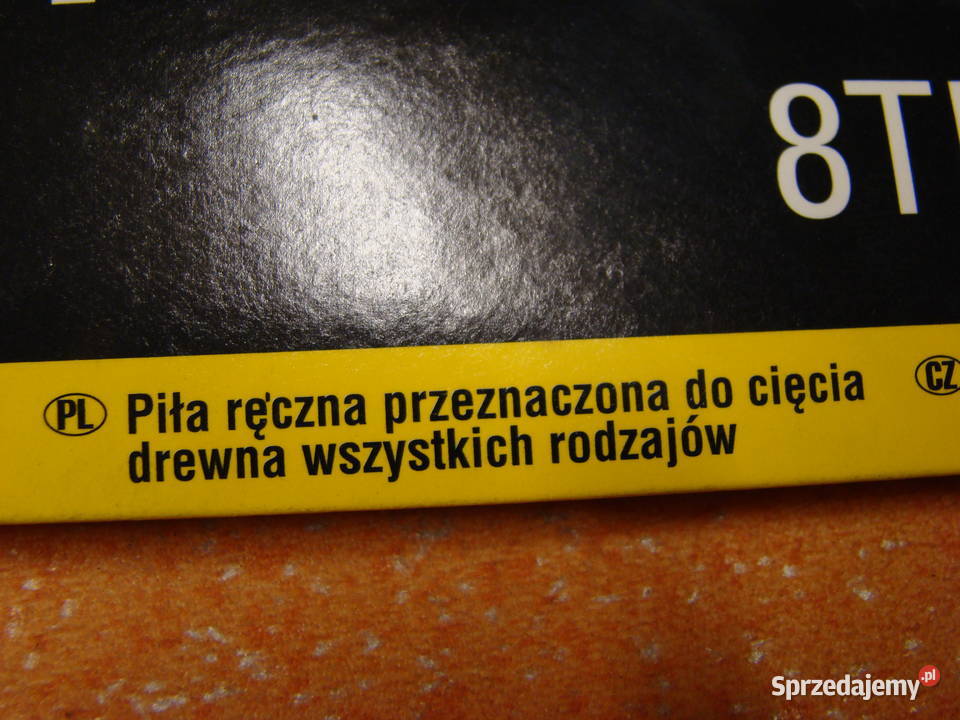 8T
PL Piła ręczna przeznaczona do cięcia
drewna wszystkich rodzajów
CZ
Sprzedajemy.pl